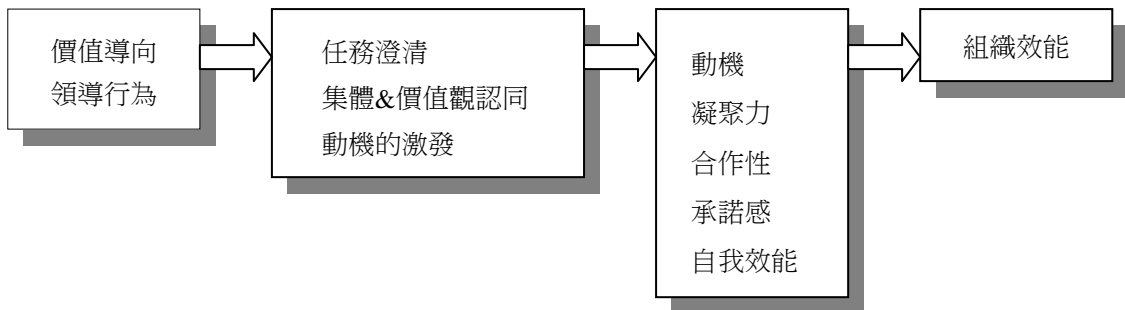 價值導向
領導行為
任務澄清
集體&價值觀認同
動機的激發
動機
凝聚力
合作性
承諾感
自我效能
組織效能